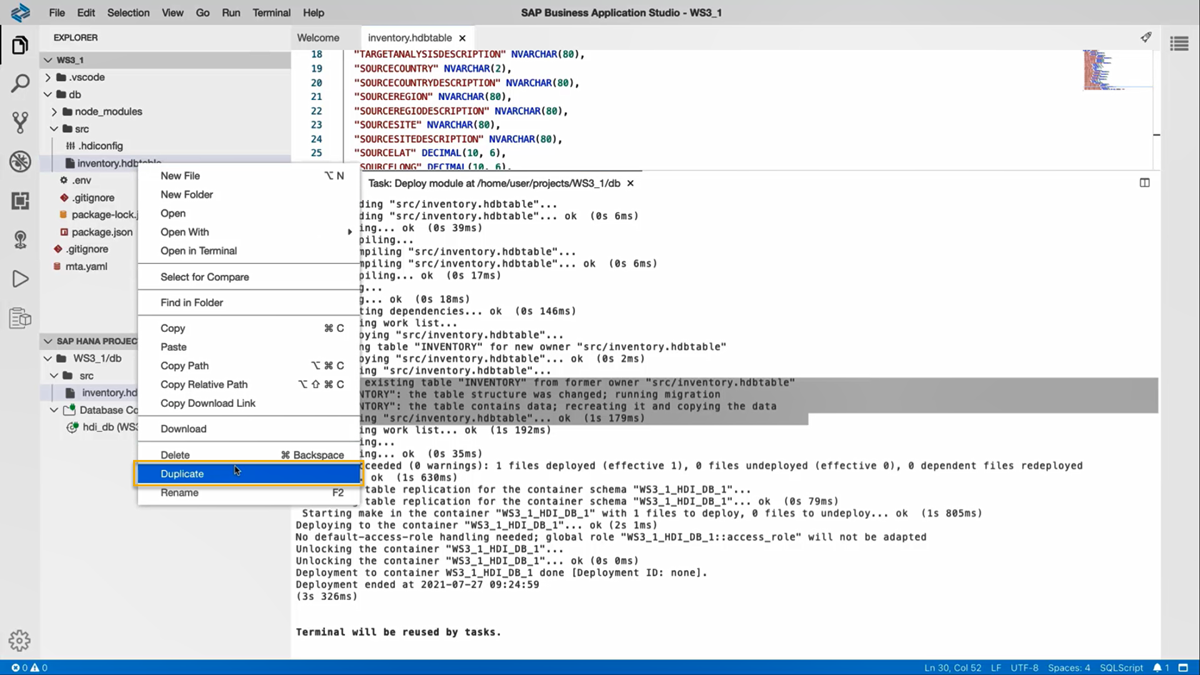 File Edit Selection View Go Run Terminal Help
SAP Business Application Studio - WS3_1
EXPLORER
WS3_1
.vscode
db
node_modules
src
.hdiconfig
inventory.hdbtable
.env
.gitignore
package-lock.j
package.json
.gitignore
mta.yaml
SAP HANA PROJEC
WS3_1/db
src
inventory.hd
Database Co
hdi_db (WS3
New File ⌥ N
New Folder
Open
Open With
Open in Terminal
Select for Compare
Find in Folder
Copy ⌘ C
Paste
Copy Path ⌥ ⌘ C
Copy Relative Path ⌥ ⇧ ⌘ C
Copy Download Link
Download
Delete ⌘ Backspace
Duplicate
Rename F2
Welcome inventory.hdbtable ×
18 "TARGETANALYSISDESCRIPTION" NVARCHAR(80),
19 "SOURCECOUNTRY" NVARCHAR(2),
20 "SOURCECOUNTRYDESCRIPTION" NVARCHAR(80),
21 "SOURCEREGION" NVARCHAR(80),
22 "SOURCEREGIODESCRIPTION" NVARCHAR(80),
23 "SOURCESITE" NVARCHAR(80),
24 "SOURCESITEDESCRIPTION" NVARCHAR(80),
25 "SOURCELAT" DECIMAL(10, 6),
"SOURCELONG" DECIMAL(10, 6),
Task: Deploy module at /home/user/projects/WS3_1/db ×
ding "src/inventory.hdbtable"...
ding "src/inventory.hdbtable"... ok (0s 6ms)
ing... ok (0s 39ms)
piling...
mpiling "src/inventory.hdbtable"...
mpiling "src/inventory.hdbtable"... ok (0s 6ms)
piling... ok (0s 17ms)
g...
g... ok (0s 18ms)
ting dependencies... ok (0s 146ms)
ing work list...
oying "src/inventory.hdbtable"...
ng table "INVENTORY" for new owner "src/inventory.hdbtable"
oying "src/inventory.hdbtable"... ok (0s 2ms)
ing "src/inventory.hdbtable"...
existing table "INVENTORY" from former owner "src/inventory.hdbtable"
NTORY": the table structure was changed; running migration
NTORY": the table contains data; recreating it and copying the data
ing "src/inventory.hdbtable"... ok (1s 179ms)
ing work list... ok (1s 192ms)
ing...
ing... ok (0s 35ms)
ceeded (0 warnings): 1 files deployed (effective 1), 0 files undeployed (effective 0), 0 dependent files redeployed
ok (1s 630ms)
table replication for the container schema "WS3_1_HDI_DB_1"...
table replication for the container schema "WS3_1_HDI_DB_1"... ok (0s 79ms)
Starting make in the container "WS3_1_HDI_DB_1" with 1 files to deploy, 0 files to undeploy... ok (1s 805ms)
Deploying to the container "WS3_1_HDI_DB_1"... ok (2s 1ms)
No default-access-role handling needed; global role "WS3_1_HDI_DB_1::access_role" will not be adapted
Unlocking the container "WS3_1_HDI_DB_1"...
Unlocking the container "WS3_1_HDI_DB_1"... ok (0s 0ms)
Deployment to container WS3_1_HDI_DB_1 done [Deployment ID: none].
Deployment ended at 2021-07-27 09:24:59
(3s 326ms)
Terminal will be reused by tasks.
0 0 Ln 30, Col 52 LF UTF-8 Spaces: 4 SQLScript 1